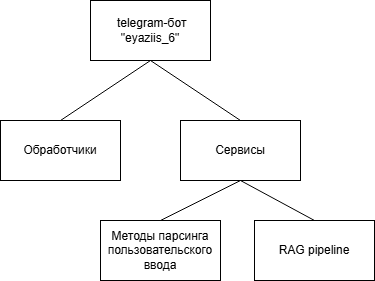 telegram-бот
"eyaziis_6"
Обработчики
Сервисы
Методы парсинга
пользовательского
ввода
RAG pipeline